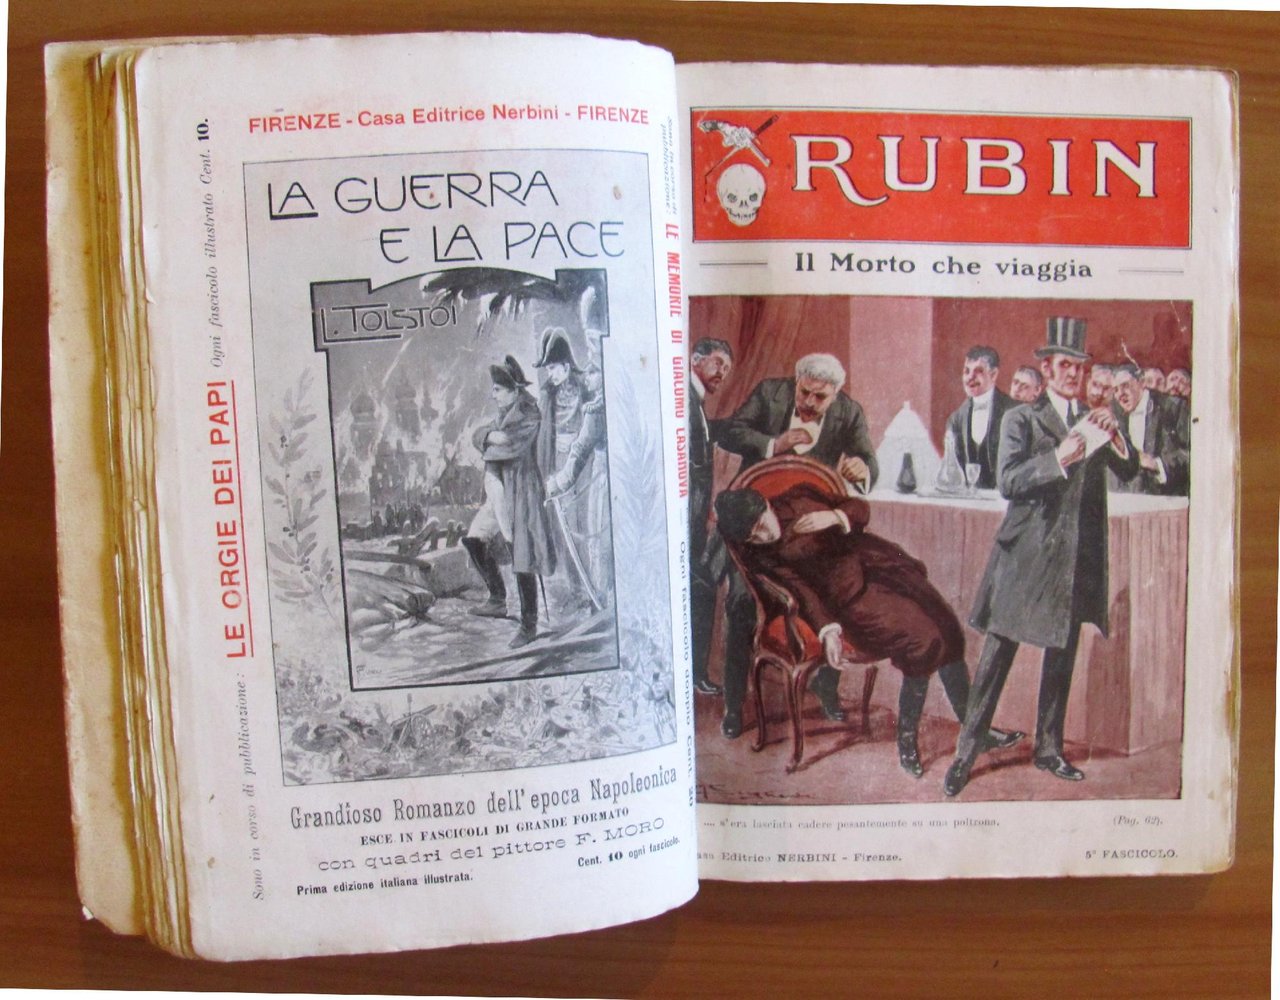 FIRENZE - Casa Editrice Nerbini - FIRENZE
LA GUERRA
E LA PACE
L. TOLSTOI
Grandioso Romanzo dell' epoca Napoleonica
ESCE IN FASCICOLI DI GRANDE FORMATO
con quadri del pittore F. MORO
Cent. 10 ogni fascicolo.
Prima edizione italiana illustrata.
Sono in corso di pubblicazione: LE ORGIE DEI PAPI Ogni fascicolo illustrato Cent. 10.
Sono in corso di
pubblicazione: LE MEMORIE DI GIACOMO CASANOVA - Ogni fascicolo doppio Cent. 20
RUBIN
Il Morto che viaggia
.... s'era lasciata cadere pesantemente su una poltrona. (Pag. 62).
Editrice NERBINI - Firenze. 5º FASCICOLO.